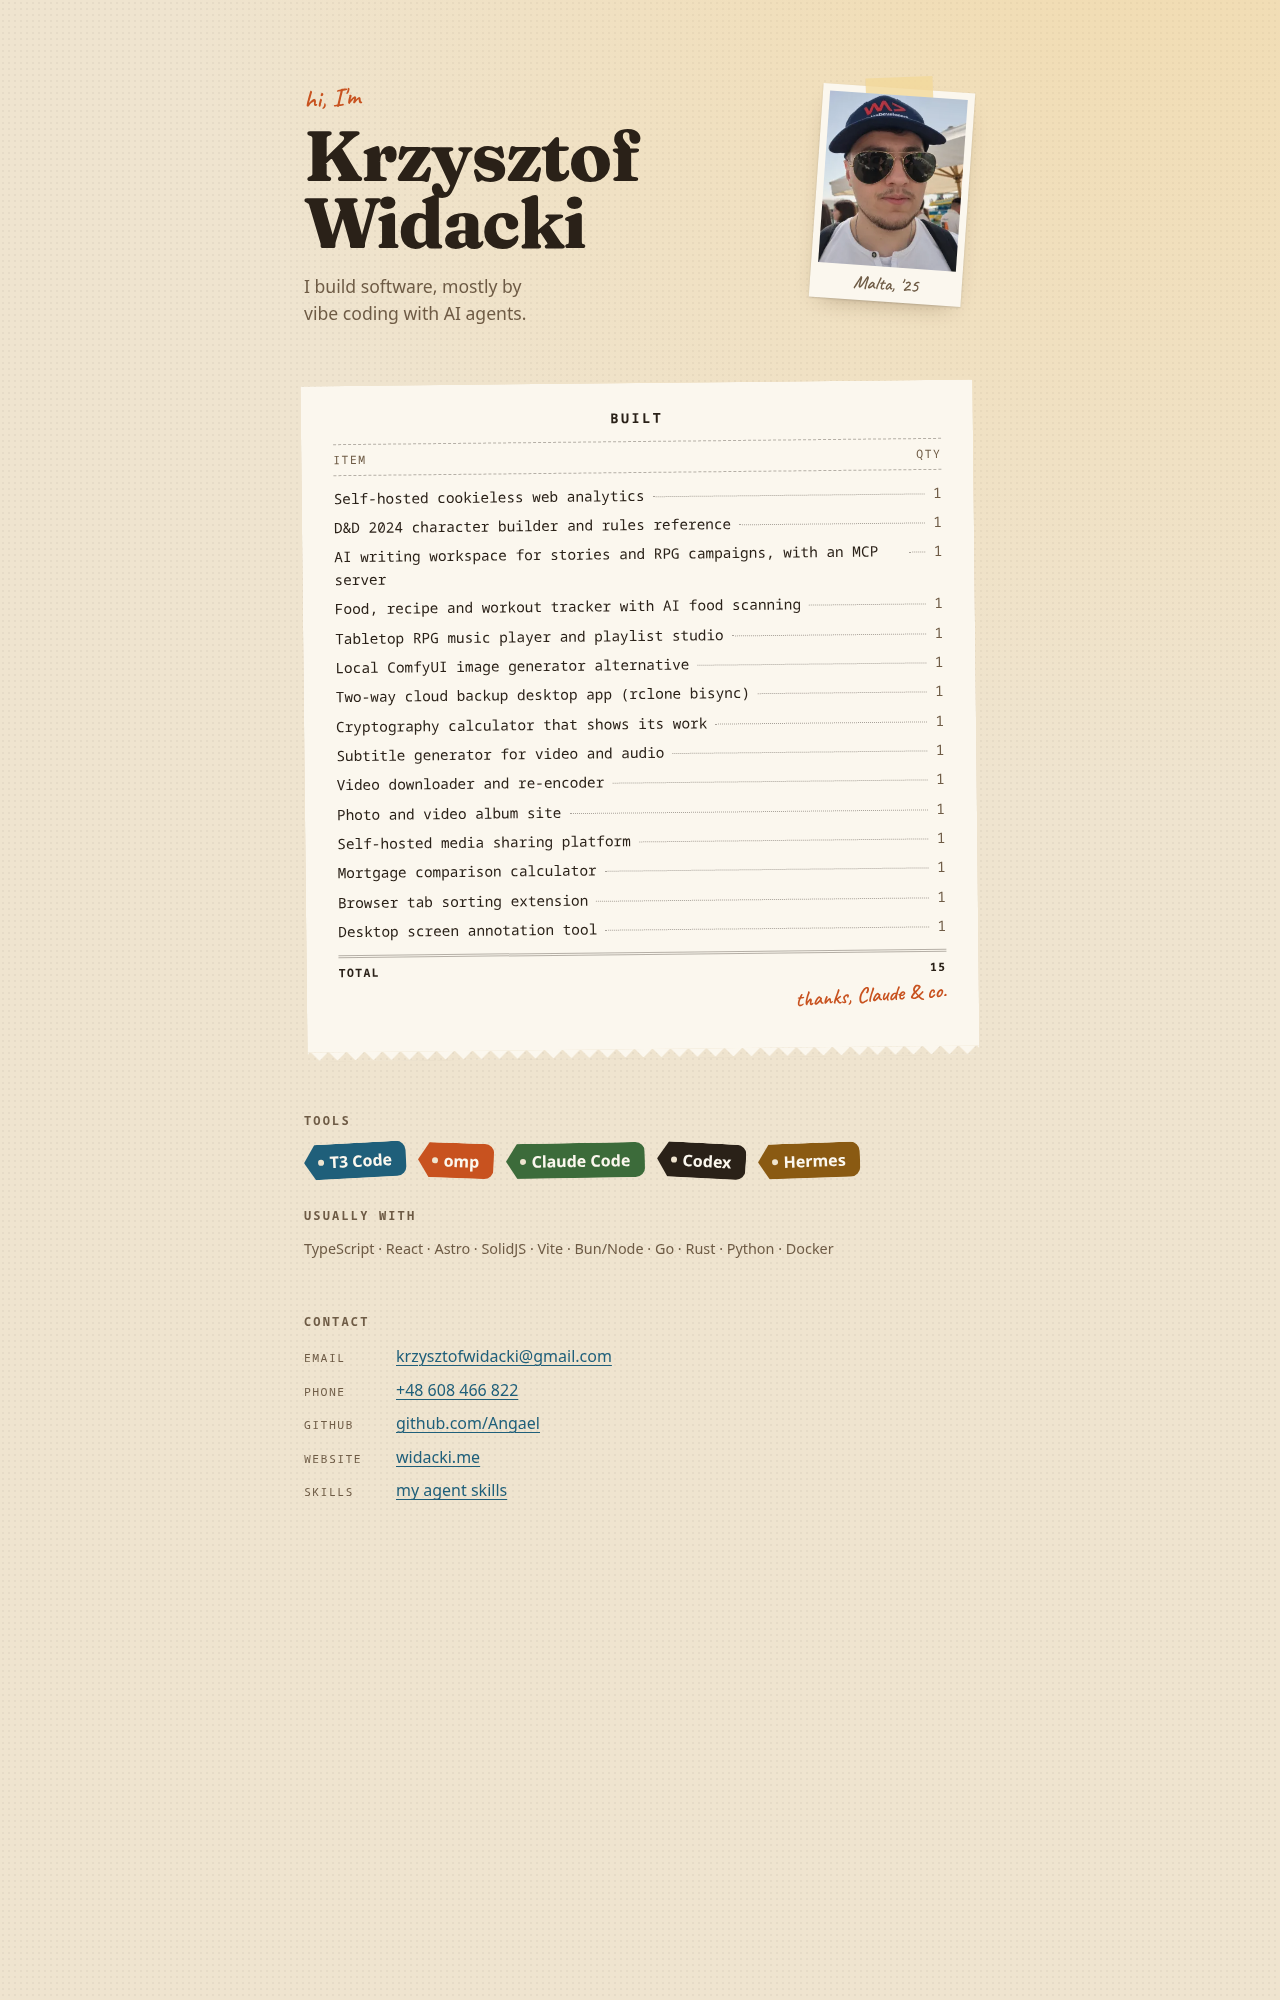 hi, I'm
Krzysztof
Widacki
I build software, mostly by
vibe coding with AI agents.
Malta, '25
BUILT
ITEM QTY
Self-hosted cookieless web analytics 1
D&D 2024 character builder and rules reference 1
AI writing workspace for stories and RPG campaigns, with an MCP 1
server
Food, recipe and workout tracker with AI food scanning 1
Tabletop RPG music player and playlist studio 1
Local ComfyUI image generator alternative 1
Two-way cloud backup desktop app (rclone bisync) 1
Cryptography calculator that shows its work 1
Subtitle generator for video and audio 1
Video downloader and re-encoder 1
Photo and video album site 1
Self-hosted media sharing platform 1
Mortgage comparison calculator 1
Browser tab sorting extension 1
Desktop screen annotation tool 1
TOTAL 15
thanks, Claude & co.
TOOLS
T3 Code omp Claude Code Codex Hermes
USUALLY WITH
TypeScript · React · Astro · SolidJS · Vite · Bun/Node · Go · Rust · Python · Docker
CONTACT
EMAIL krzysztofwidacki@gmail.com
PHONE +48 608 466 822
GITHUB github.com/Angael
WEBSITE widacki.me
SKILLS my agent skills